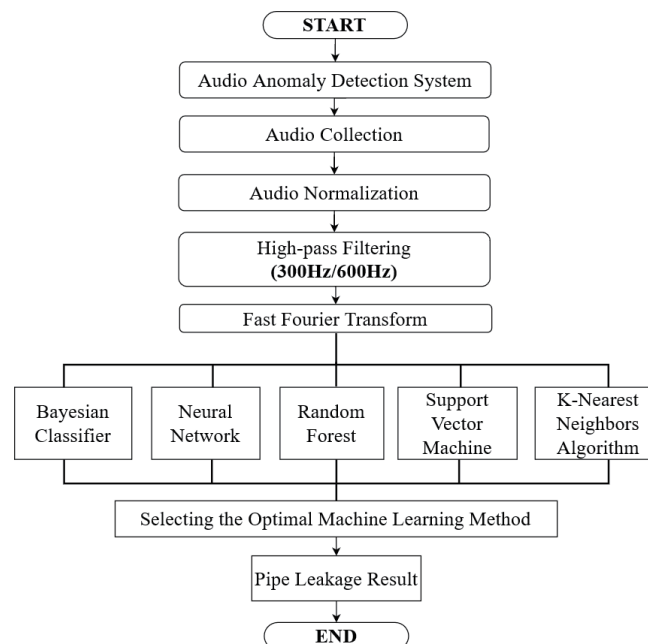 START
Audio Anomaly Detection System
Audio Collection
Audio Normalization
High-pass Filtering
(300Hz/600Hz)
Fast Fourier Transform
Bayesian
Classifier
Neural
Network
Random
Forest
Support
Vector
Machine
K-Nearest
Neighbors
Algorithm
Selecting the Optimal Machine Learning Method
Pipe Leakage Result
END